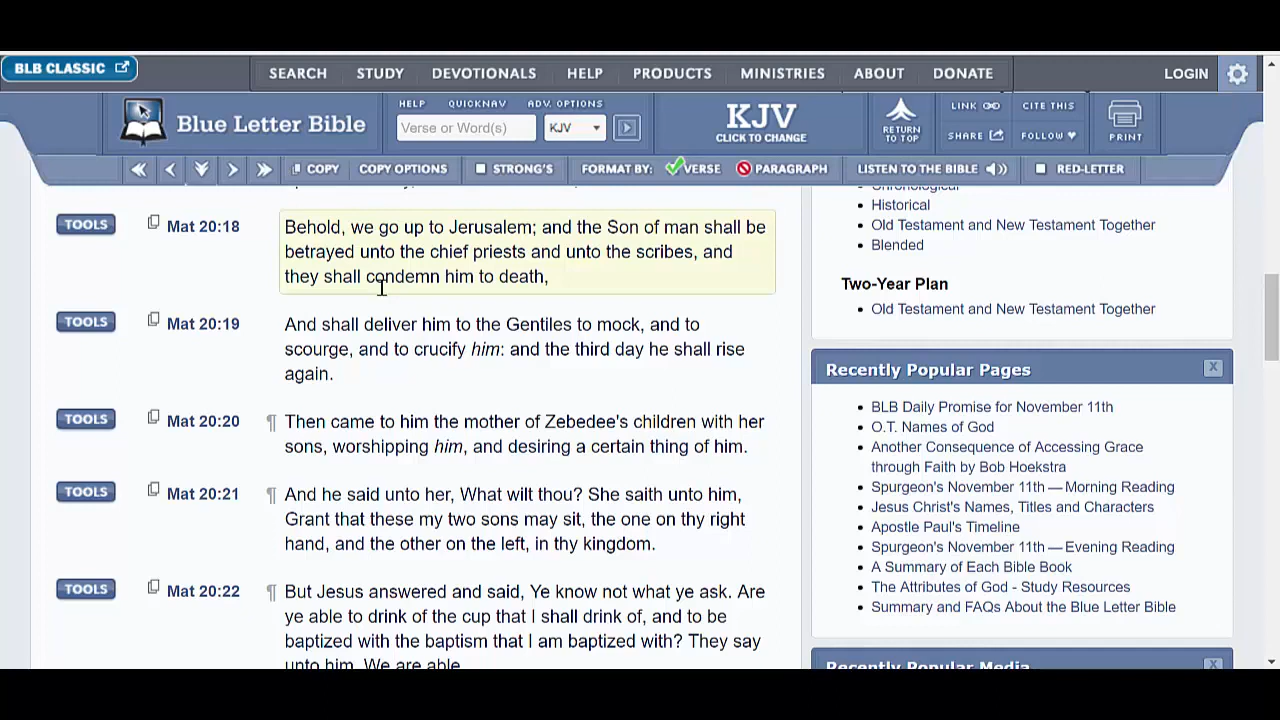 BLB CLASSIC
SEARCH STUDY DEVOTIONALS HELP PRODUCTS MINISTRIES ABOUT DONATE LOGIN
Blue Letter Bible
HELP QUICKNAV ADV. OPTIONS
Verse or Word(s) KJV
KJV
CLICK TO CHANGE
RETURN
TO TOP
LINK CITE THIS
SHARE FOLLOW
PRINT
COPY COPY OPTIONS STRONG'S FORMAT BY: VERSE PARAGRAPH LISTEN TO THE BIBLE RED-LETTER
TOOLS Mat 20:18
Behold, we go up to Jerusalem; and the Son of man shall be
betrayed unto the chief priests and unto the scribes, and
they shall condemn him to death,
TOOLS Mat 20:19
And shall deliver him to the Gentiles to mock, and to
scourge, and to crucify him: and the third day he shall rise
again.
TOOLS Mat 20:20
¶ Then came to him the mother of Zebedee's children with her
sons, worshipping him, and desiring a certain thing of him.
TOOLS Mat 20:21
¶ And he said unto her, What wilt thou? She saith unto him,
Grant that these my two sons may sit, the one on thy right
hand, and the other on the left, in thy kingdom.
TOOLS Mat 20:22
¶ But Jesus answered and said, Ye know not what ye ask. Are
ye able to drink of the cup that I shall drink of, and to be
baptized with the baptism that I am baptized with? They say
unto him, We are able.
Chronological
Historical
Old Testament and New Testament Together
Blended
Two-Year Plan
Old Testament and New Testament Together
Recently Popular Pages X
BLB Daily Promise for November 11th
O.T. Names of God
Another Consequence of Accessing Grace
through Faith by Bob Hoekstra
Spurgeon's November 11th — Morning Reading
Jesus Christ's Names, Titles and Characters
Apostle Paul's Timeline
Spurgeon's November 11th — Evening Reading
A Summary of Each Bible Book
The Attributes of God - Study Resources
Summary and FAQs About the Blue Letter Bible
Recently Popular Media X